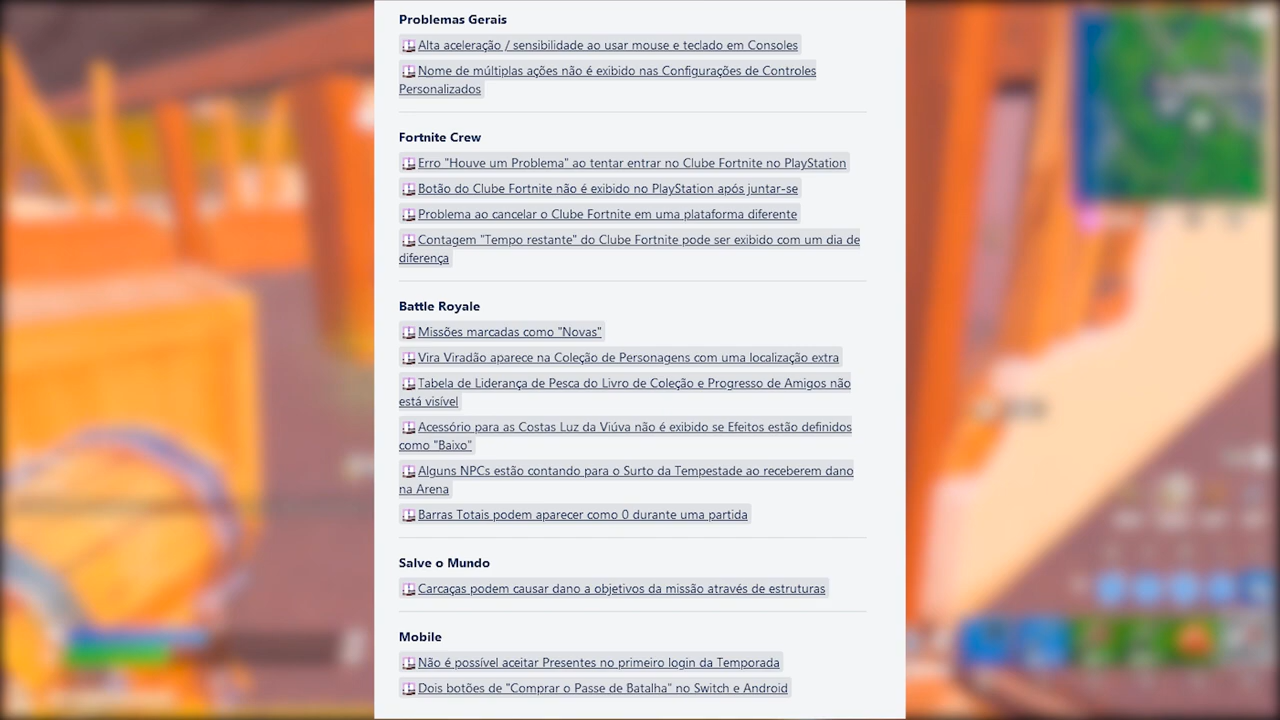 Problemas Gerais
Alta aceleração / sensibilidade ao usar mouse e teclado em Consoles
Nome de múltiplas ações não é exibido nas Configurações de Controles
Personalizados
Fortnite Crew
Erro "Houve um Problema" ao tentar entrar no Clube Fortnite no PlayStation
Botão do Clube Fortnite não é exibido no PlayStation após juntar-se
Problema ao cancelar o Clube Fortnite em uma plataforma diferente
Contagem "Tempo restante" do Clube Fortnite pode ser exibido com um dia de
diferença
Battle Royale
Missões marcadas como "Novas"
Vira Viradão aparece na Coleção de Personagens com uma localização extra
Tabela de Liderança de Pesca do Livro de Coleção e Progresso de Amigos não
está visível
Acessório para as Costas Luz da Viúva não é exibido se Efeitos estão definidos
como "Baixo"
Alguns NPCs estão contando para o Surto da Tempestade ao receberem dano
na Arena
Barras Totais podem aparecer como 0 durante uma partida
Salve o Mundo
Carcaças podem causar dano a objetivos da missão através de estruturas
Mobile
Não é possível aceitar Presentes no primeiro login da Temporada
Dois botões de "Comprar o Passe de Batalha" no Switch e Android